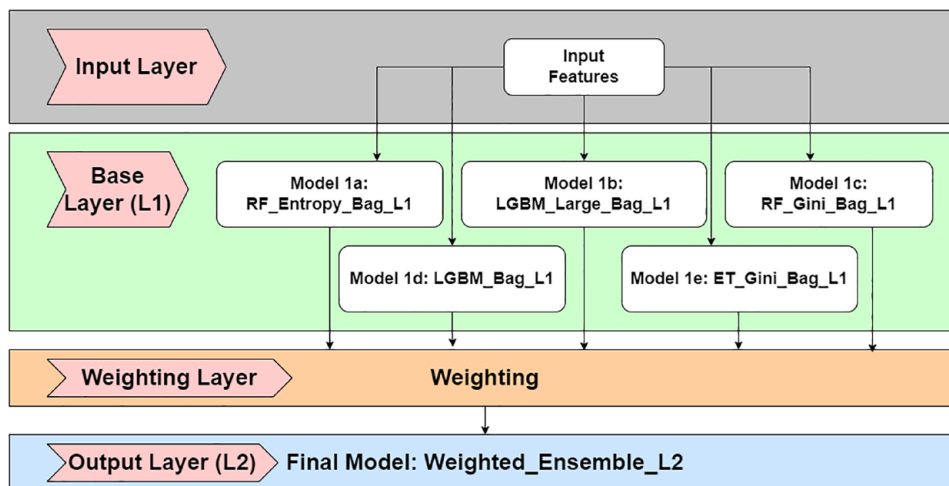 Input Layer
Input
Features
Base
Layer (L1)
Model 1a:
RF_Entropy_Bag_L1
Model 1b:
LGBM_Large_Bag_L1
Model 1c:
RF_Gini_Bag_L1
Model 1d: LGBM_Bag_L1
Model 1e: ET_Gini_Bag_L1
Weighting Layer
Weighting
Output Layer (L2)
Final Model: Weighted_Ensemble_L2